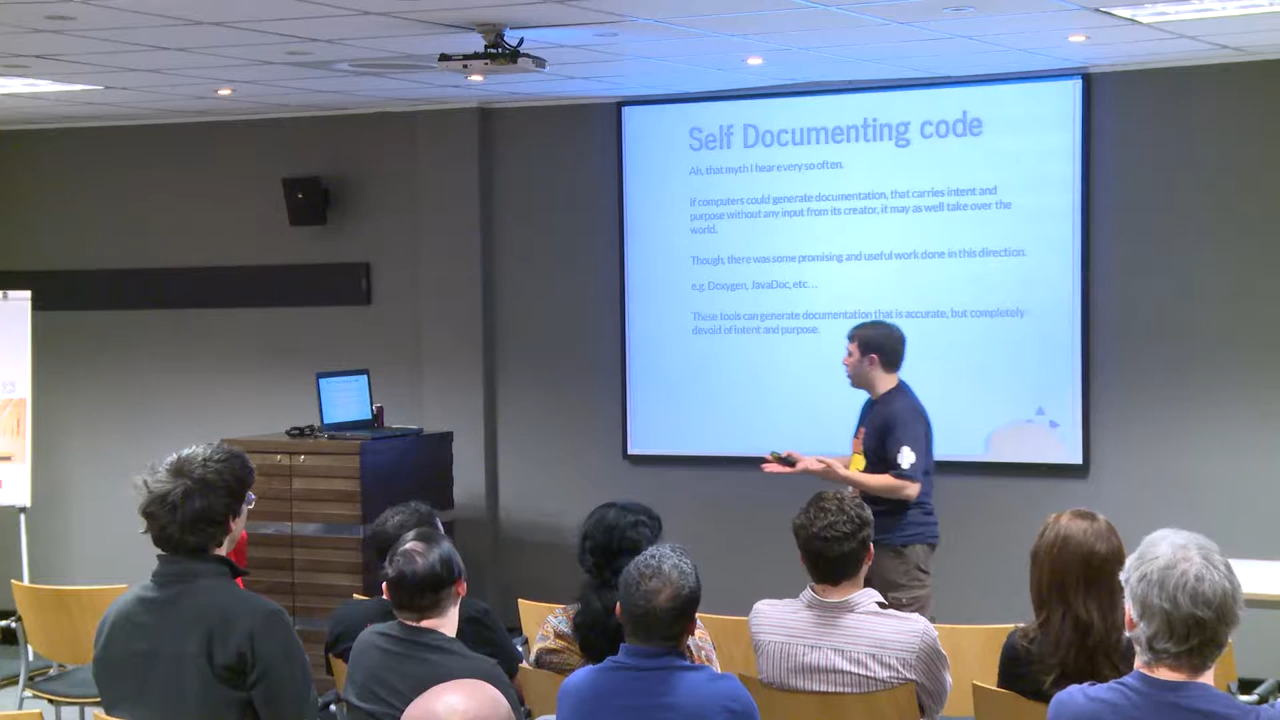 Self Documenting code
Ah, that myth I hear every so often.
If computers could generate documentation, that carries intent and
purpose without any input from its creator, it may as well take over the
world.
Though, there was some promising and useful work done in this direction.
e.g. Doxygen, JavaDoc, etc...
These tools can generate documentation that is accurate, but completely
devoid of intent and purpose.